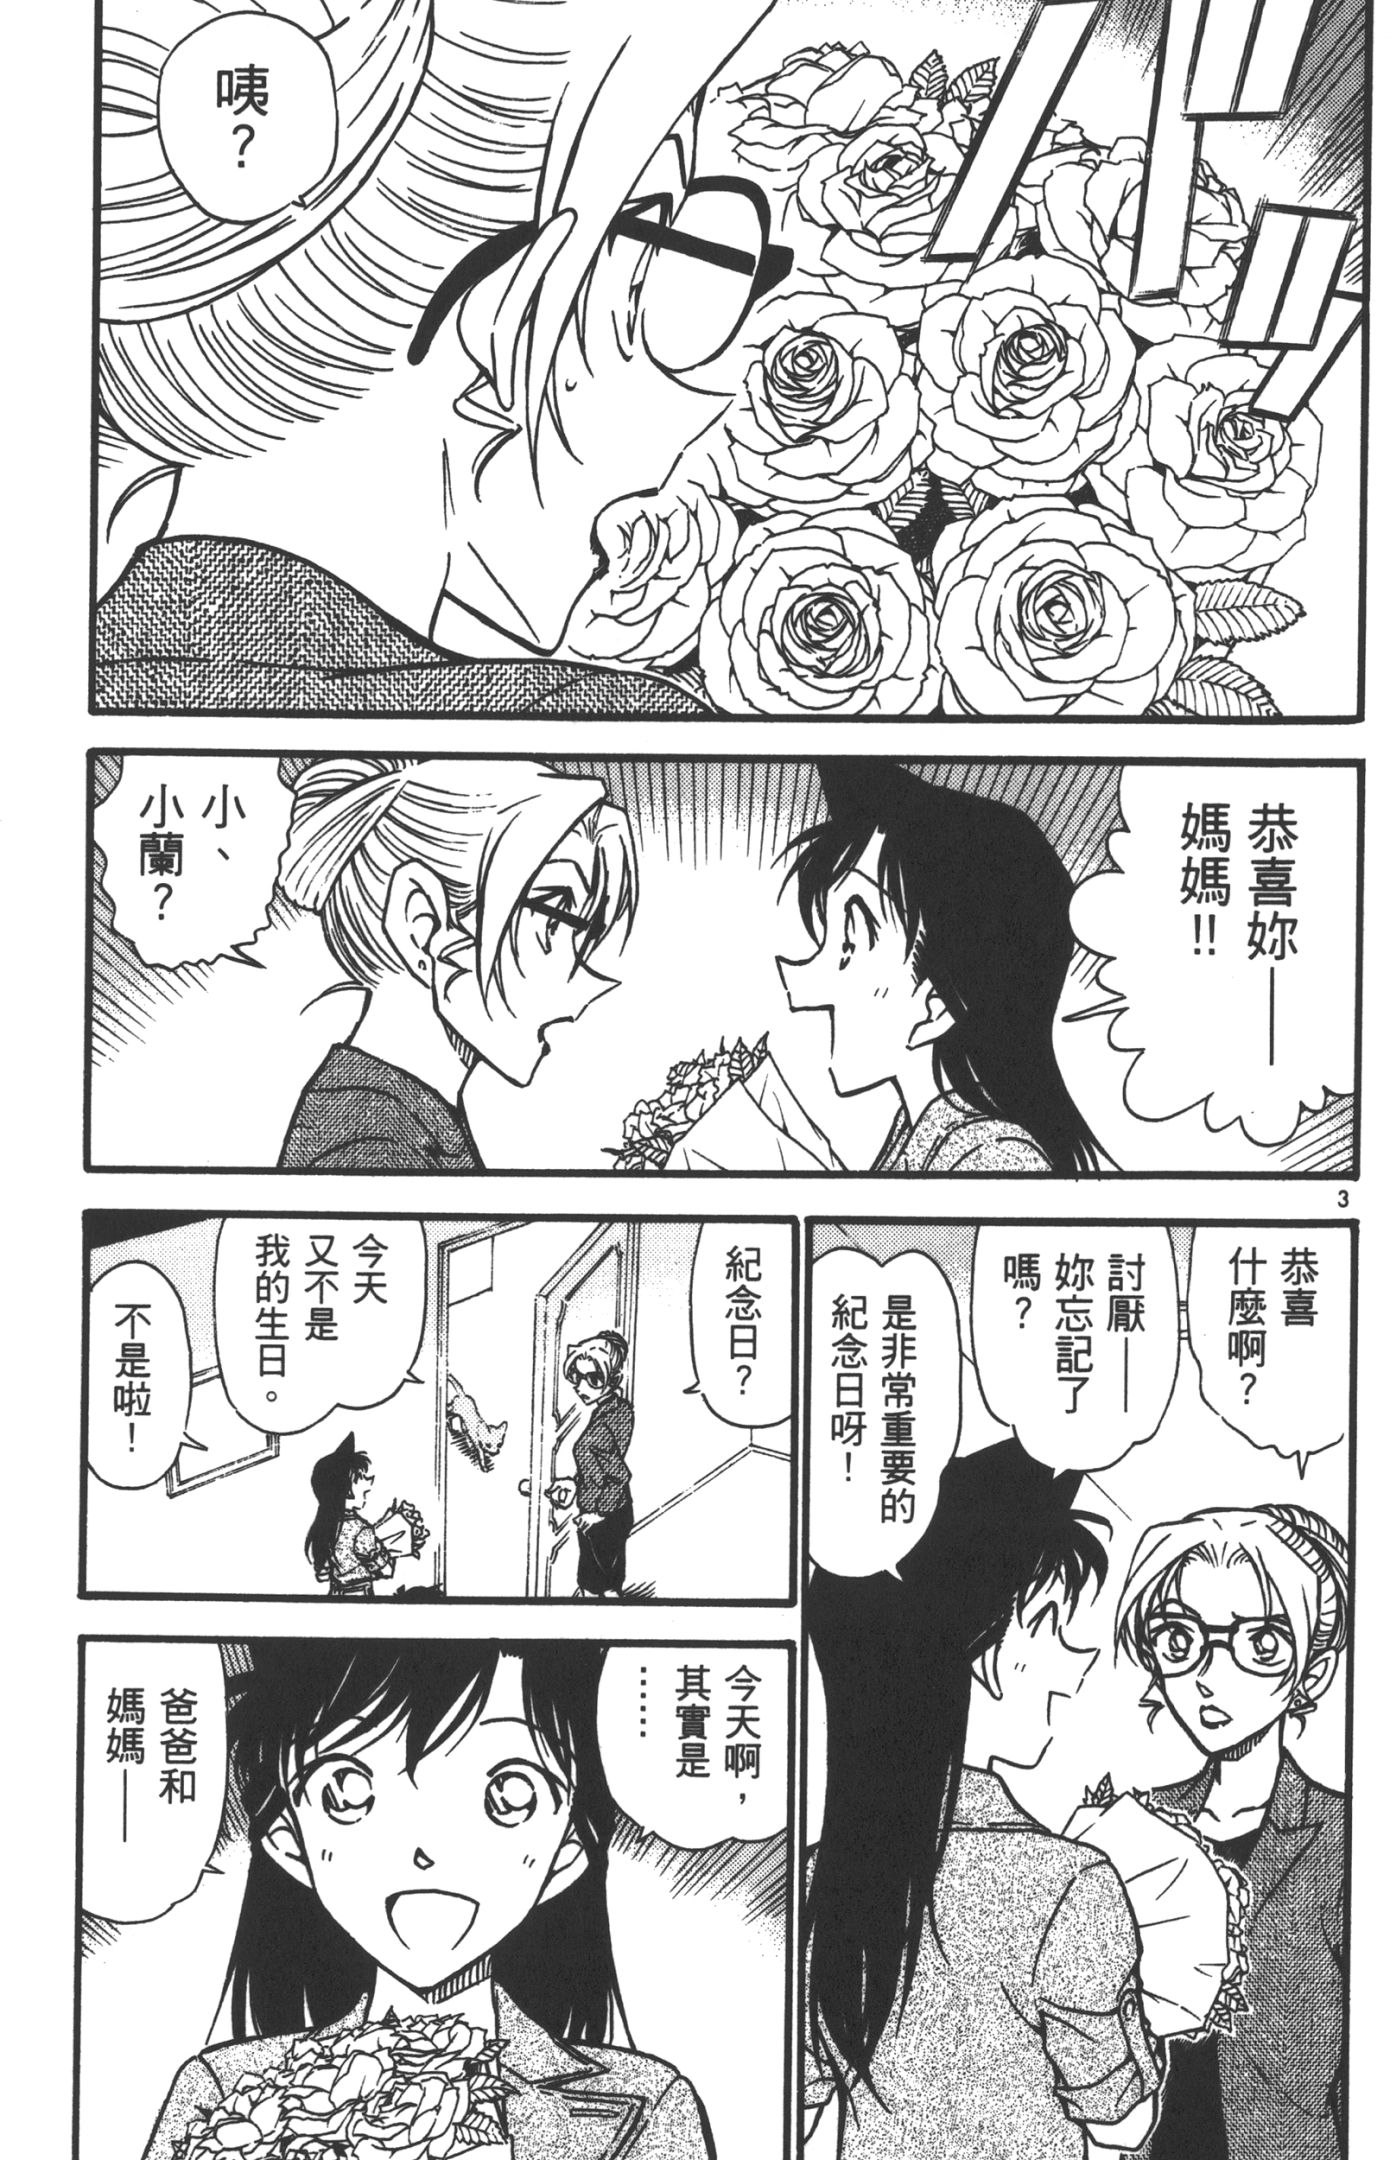 咦？
恭喜妳——
媽媽!!
小、
小蘭？
3
恭喜
什麼啊？
討厭——
妳忘記了
嗎？
是非常重要的
紀念日呀！
紀念日？
今天
又不是
我的生日。
不是啦！
今天啊，
其實是
……
爸爸和
媽媽——